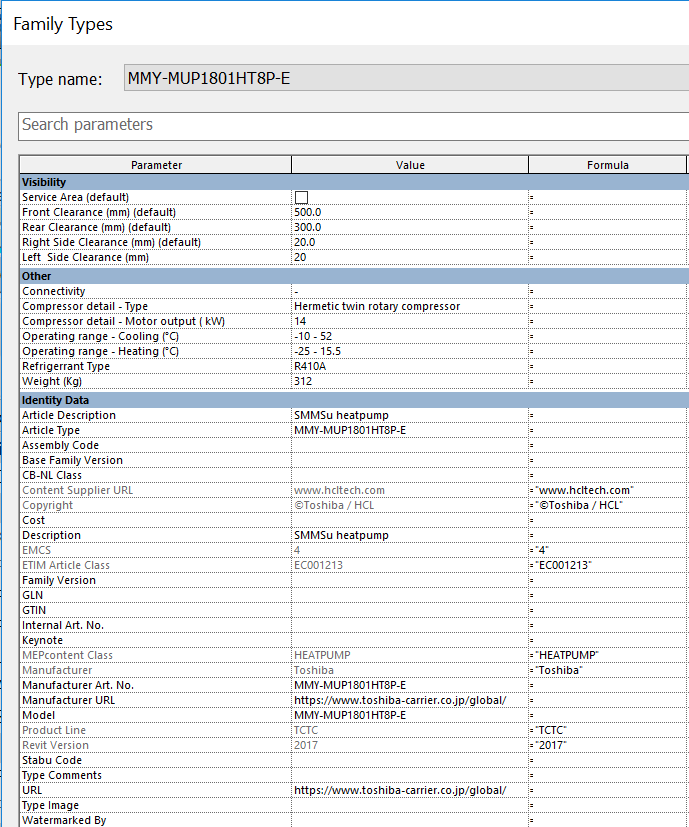 Family Types
Type name: MMY-MUP1801HT8P-E
Search parameters
Parameter Value Formula
Visibility
Service Area (default) =
Front Clearance (mm) (default) 500.0 =
Rear Clearance (mm) (default) 300.0 =
Right Side Clearance (mm) (default) 20.0 =
Left  Side Clearance (mm) 20 =
Other
Connectivity - =
Compressor detail - Type Hermetic twin rotary compressor =
Compressor detail - Motor output ( kW) 14 =
Operating range - Cooling (°C) -10 - 52 =
Operating range - Heating (°C) -25 - 15.5 =
Refrigerrant Type R410A =
Weight (Kg) 312 =
Identity Data
Article Description SMMSu heatpump =
Article Type MMY-MUP1801HT8P-E =
Assembly Code =
Base Family Version =
CB-NL Class =
Content Supplier URL www.hcltech.com ="www.hcltech.com"
Copyright ©Toshiba / HCL ="©Toshiba / HCL"
Cost =
Description SMMSu heatpump =
EMCS 4 ="4"
ETIM Article Class EC001213 ="EC001213"
Family Version =
GLN =
GTIN =
Internal Art. No. =
Keynote =
MEPcontent Class HEATPUMP ="HEATPUMP"
Manufacturer Toshiba ="Toshiba"
Manufacturer Art. No. MMY-MUP1801HT8P-E =
Manufacturer URL https://www.toshiba-carrier.co.jp/global/ =
Model MMY-MUP1801HT8P-E =
Product Line TCTC ="TCTC"
Revit Version 2017 ="2017"
Stabu Code =
Type Comments =
URL https://www.toshiba-carrier.co.jp/global/ =
Type Image =
Watermarked By =